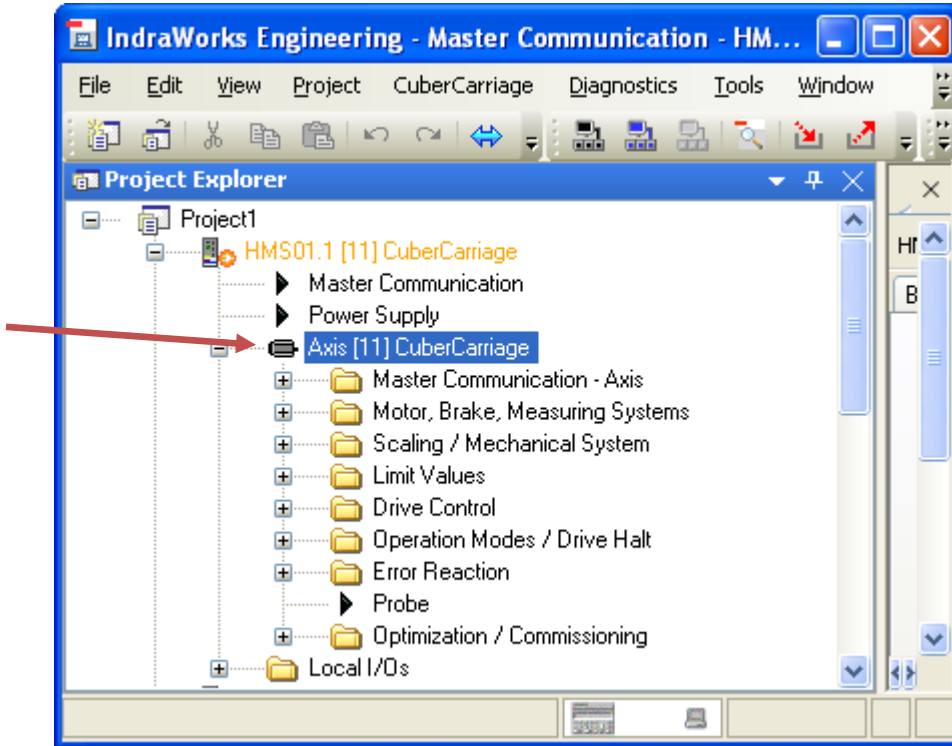 IndraWorks Engineering - Master Communication - HM...
File Edit View Project CuberCarriage Diagnostics Tools Window
Project Explorer
Project1
HMS01.1 [11] CuberCarriage
Master Communication
Power Supply
Axis [11] CuberCarriage
Master Communication - Axis
Motor, Brake, Measuring Systems
Scaling / Mechanical System
Limit Values
Drive Control
Operation Modes / Drive Halt
Error Reaction
Probe
Optimization / Commissioning
Local I/Os
B